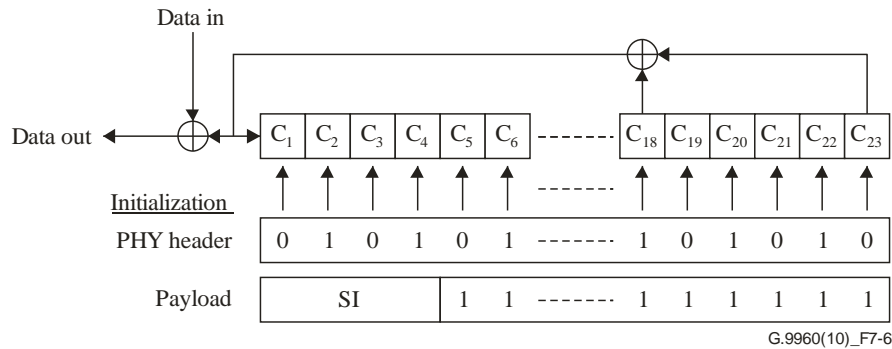 Data in
Data out
C1 C2 C3 C4 C5 C6 C18 C19 C20 C21 C22 C23
Initialization
PHY header 0 1 0 1 0 1 1 0 1 0 1 0
Payload SI 1 1 1 1 1 1 1 1
G.9960(10)_F7-6